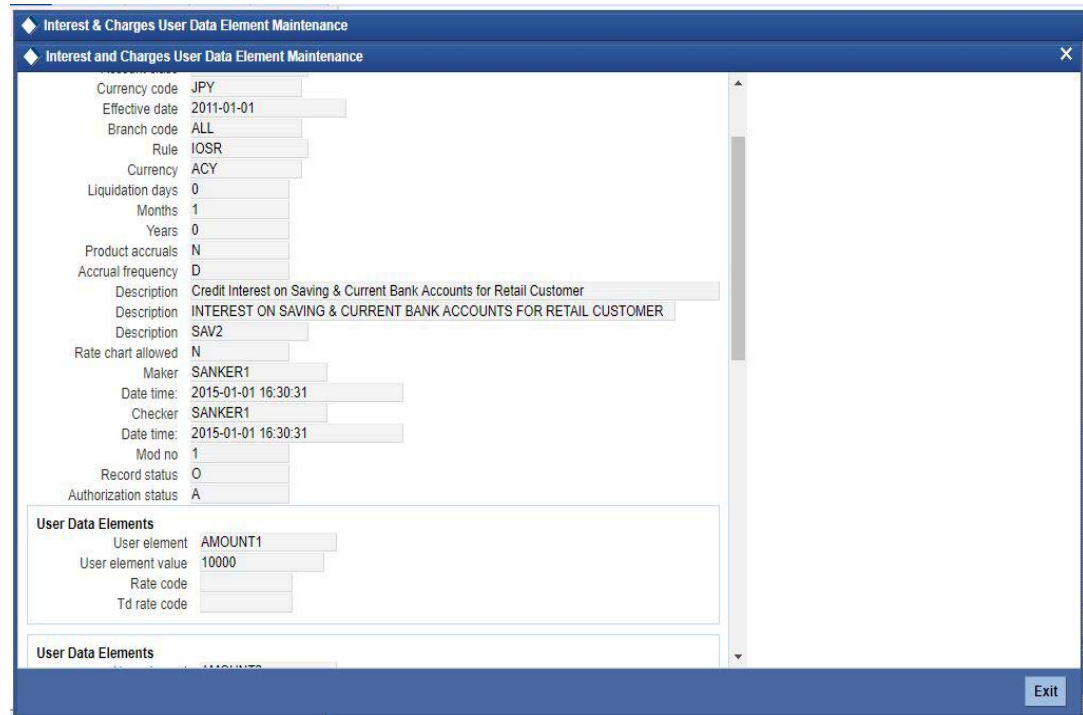 Interest & Charges User Data Element Maintenance
Interest and Charges User Data Element Maintenance X
Currency code JPY
Effective date 2011-01-01
Branch code ALL
Rule IOSR
Currency ACY
Liquidation days 0
Months 1
Years 0
Product accruals N
Accrual frequency D
Description Credit Interest on Saving & Current Bank Accounts for Retail Customer
Description INTEREST ON SAVING & CURRENT BANK ACCOUNTS FOR RETAIL CUSTOMER
Description SAV2
Rate chart allowed N
Maker SANKER1
Date time: 2015-01-01 16:30:31
Checker SANKER1
Date time: 2015-01-01 16:30:31
Mod no 1
Record status O
Authorization status A
User Data Elements
User element AMOUNT1
User element value 10000
Rate code
Td rate code
User Data Elements
Exit